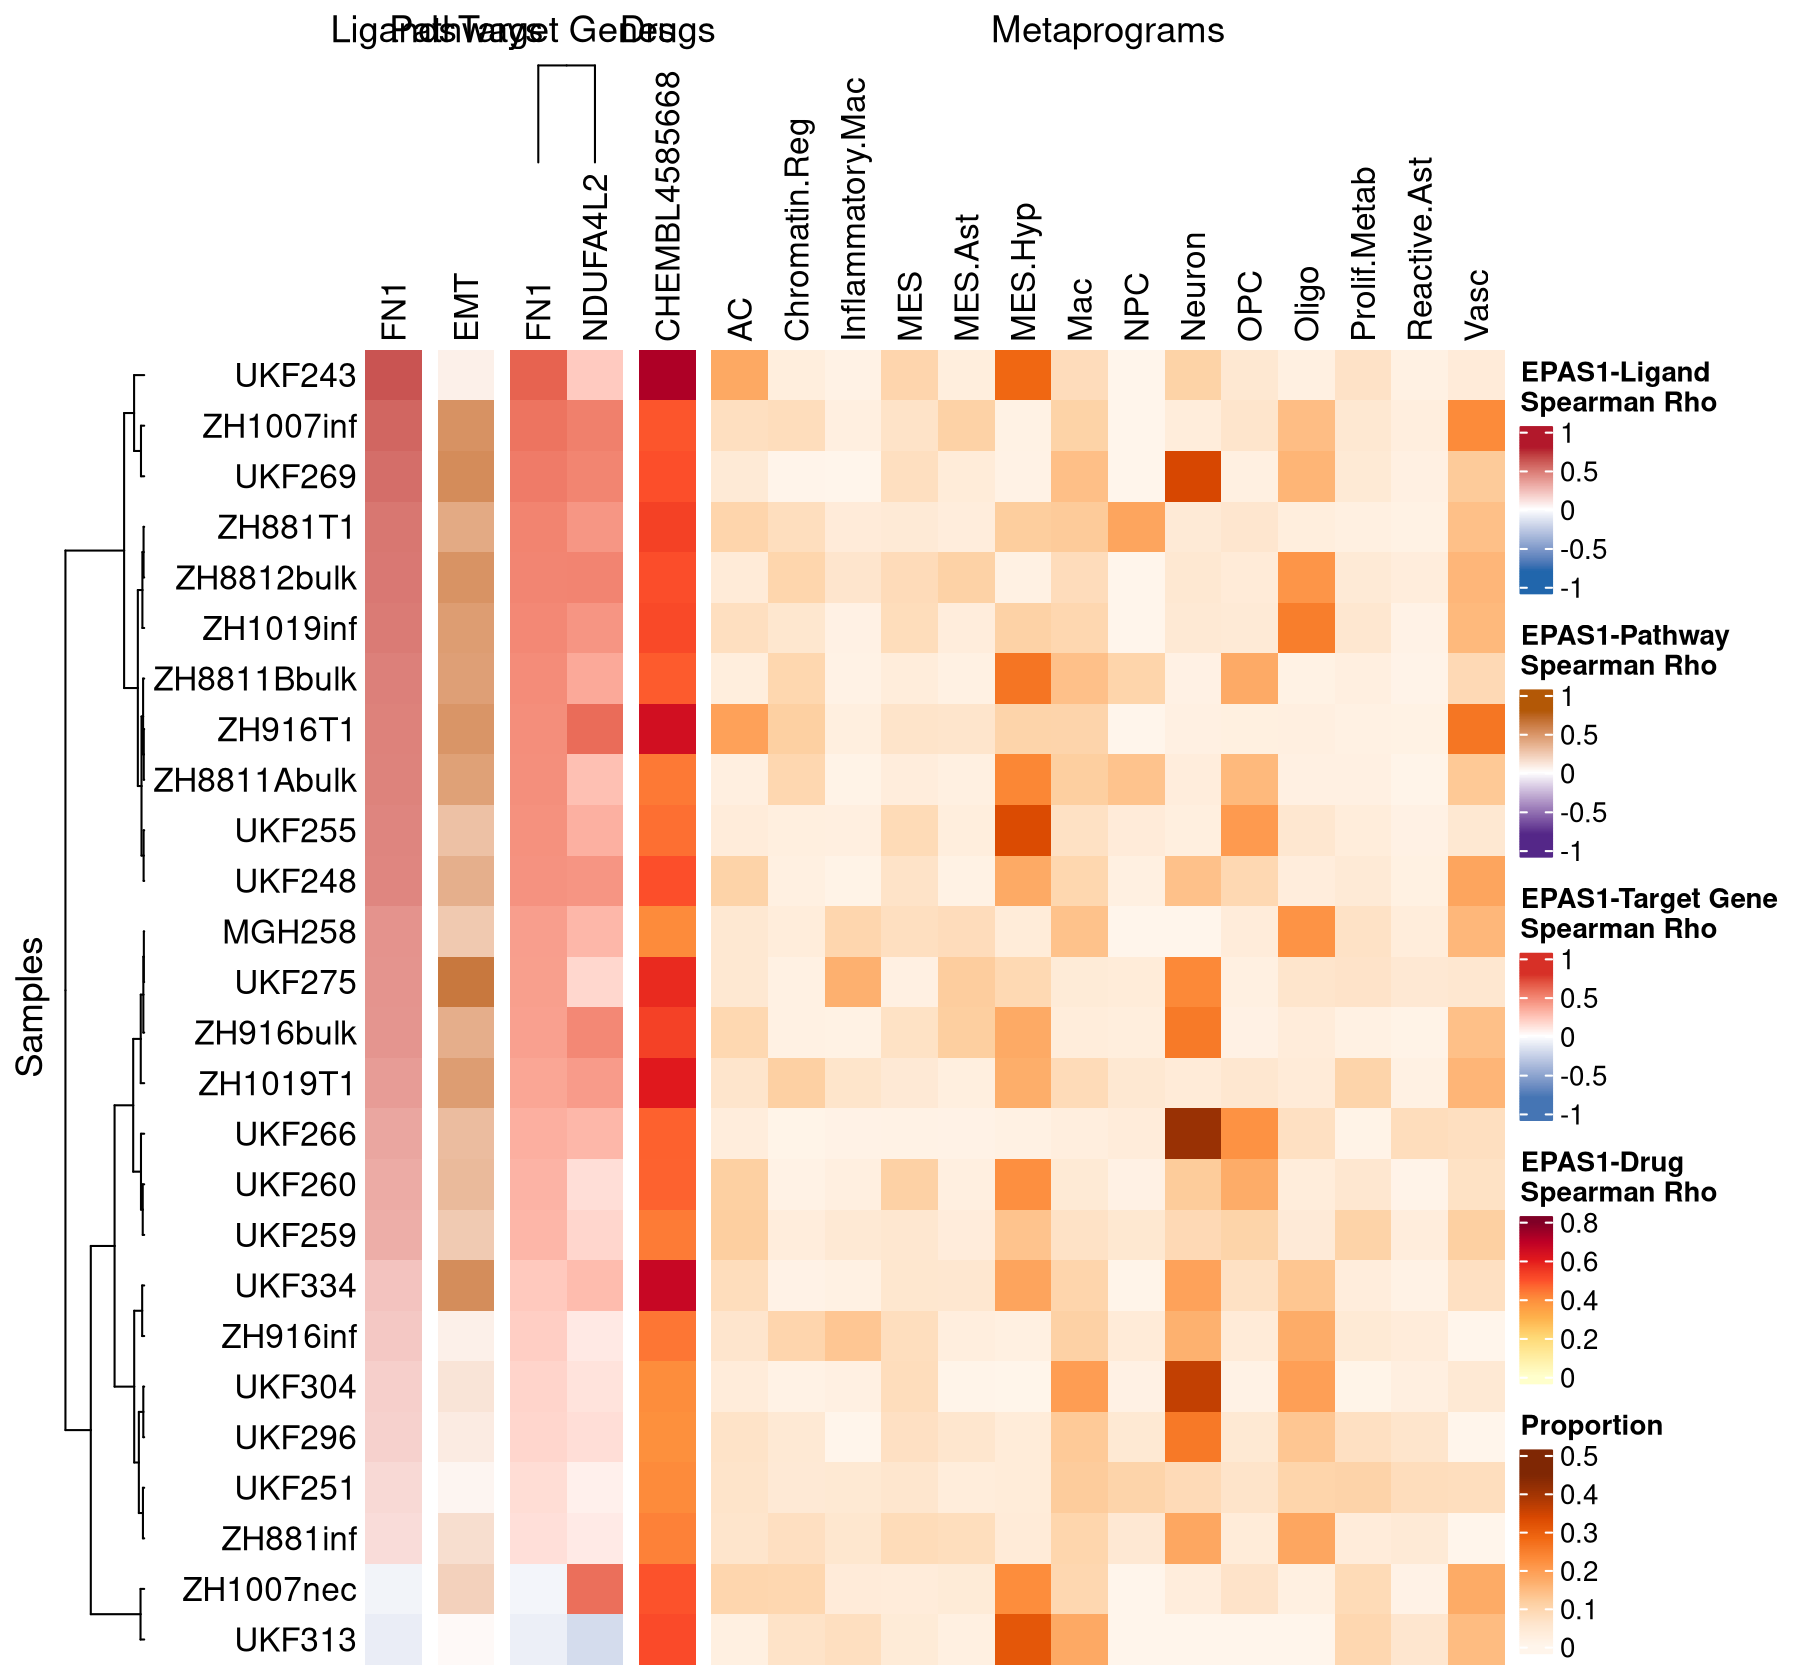 Ligands
Pathways
Target Genes
Drugs
Metaprograms
FN1
EMT
FN1
NDUFA4L2
CHEMBL4585668
AC
Chromatin.Reg
Inflammatory.Mac
MES
MES.Ast
MES.Hyp
Mac
NPC
Neuron
OPC
Oligo
Prolif.Metab
Reactive.Ast
Vasc
Samples
UKF243
ZH1007inf
UKF269
ZH881T1
ZH8812bulk
ZH1019inf
ZH8811Bbulk
ZH916T1
ZH8811Abulk
UKF255
UKF248
MGH258
UKF275
ZH916bulk
ZH1019T1
UKF266
UKF260
UKF259
UKF334
ZH916inf
UKF304
UKF296
UKF251
ZH881inf
ZH1007nec
UKF313
EPAS1-Ligand
Spearman Rho
1
0.5
0
-0.5
-1
EPAS1-Pathway
Spearman Rho
1
0.5
0
-0.5
-1
EPAS1-Target Gene
Spearman Rho
1
0.5
0
-0.5
-1
EPAS1-Drug
Spearman Rho
0.8
0.6
0.4
0.2
0
Proportion
0.5
0.4
0.3
0.2
0.1
0